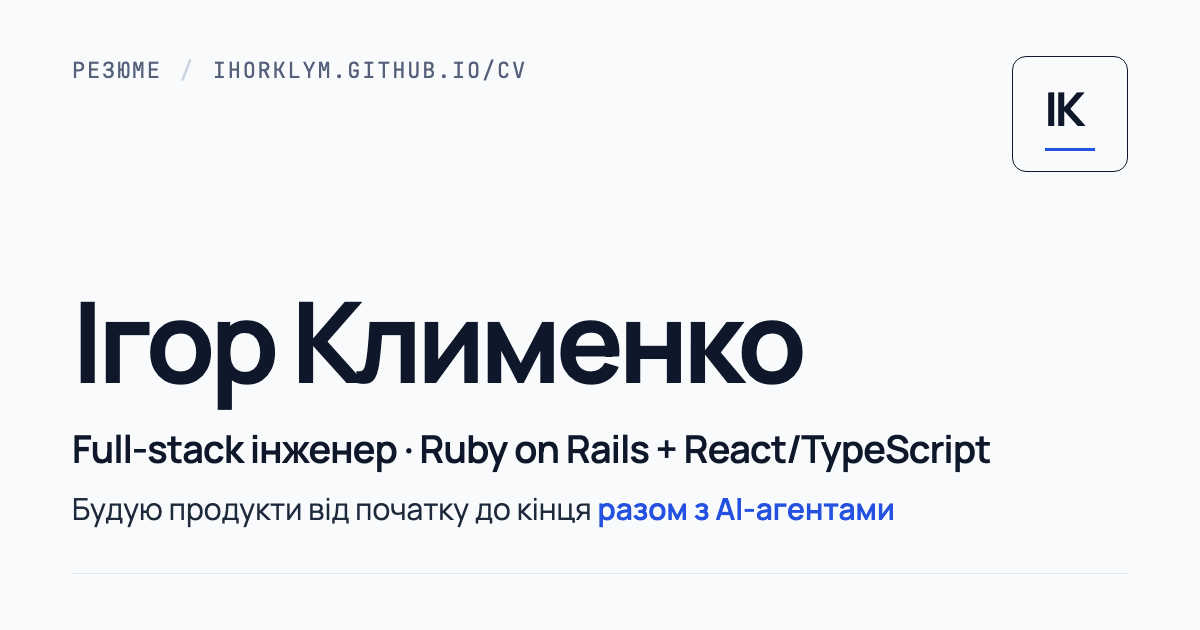 РЕЗЮМЕ / IHORKLYM.GITHUB.IO/CV
ІК
Ігор Клименко
Full-stack інженер · Ruby on Rails + React/TypeScript
Будую продукти від початку до кінця разом з AI-агентами